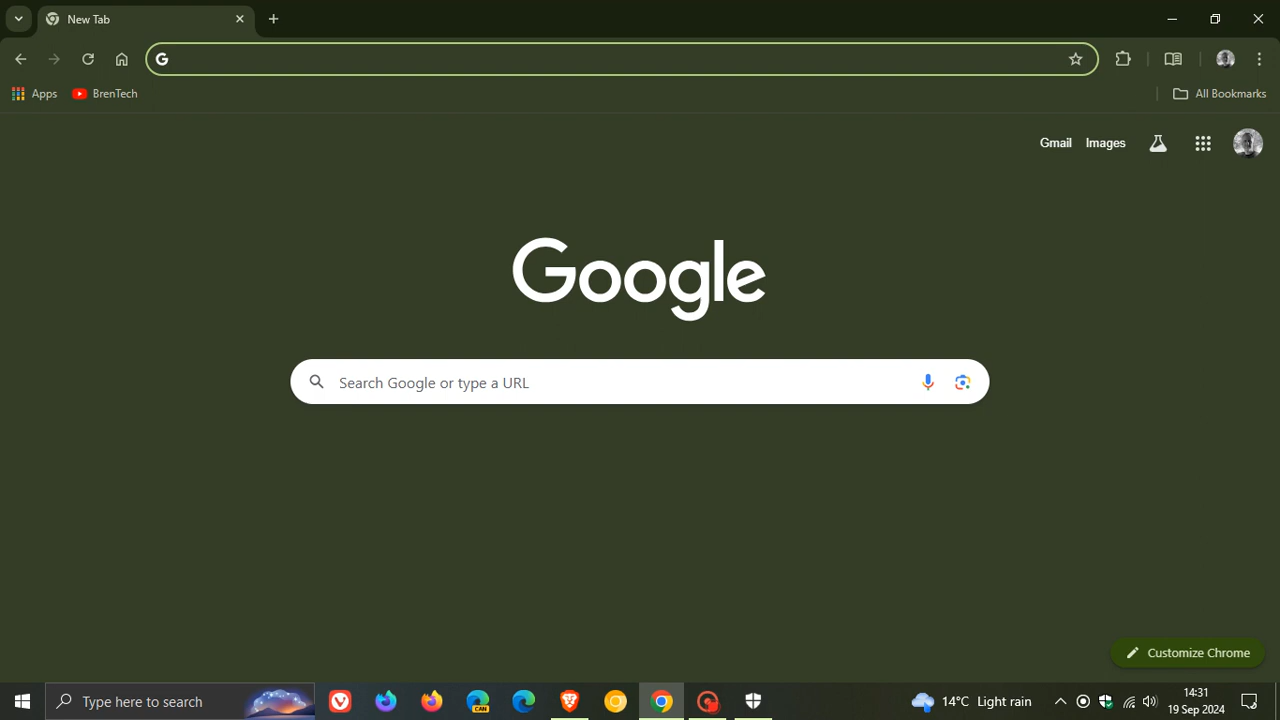 New Tab
Apps
BrenTech
All Bookmarks
Gmail
Images
Google
Search Google or type a URL
Customize Chrome
Type here to search
CAN
14°C Light rain
14:31
19 Sep 2024